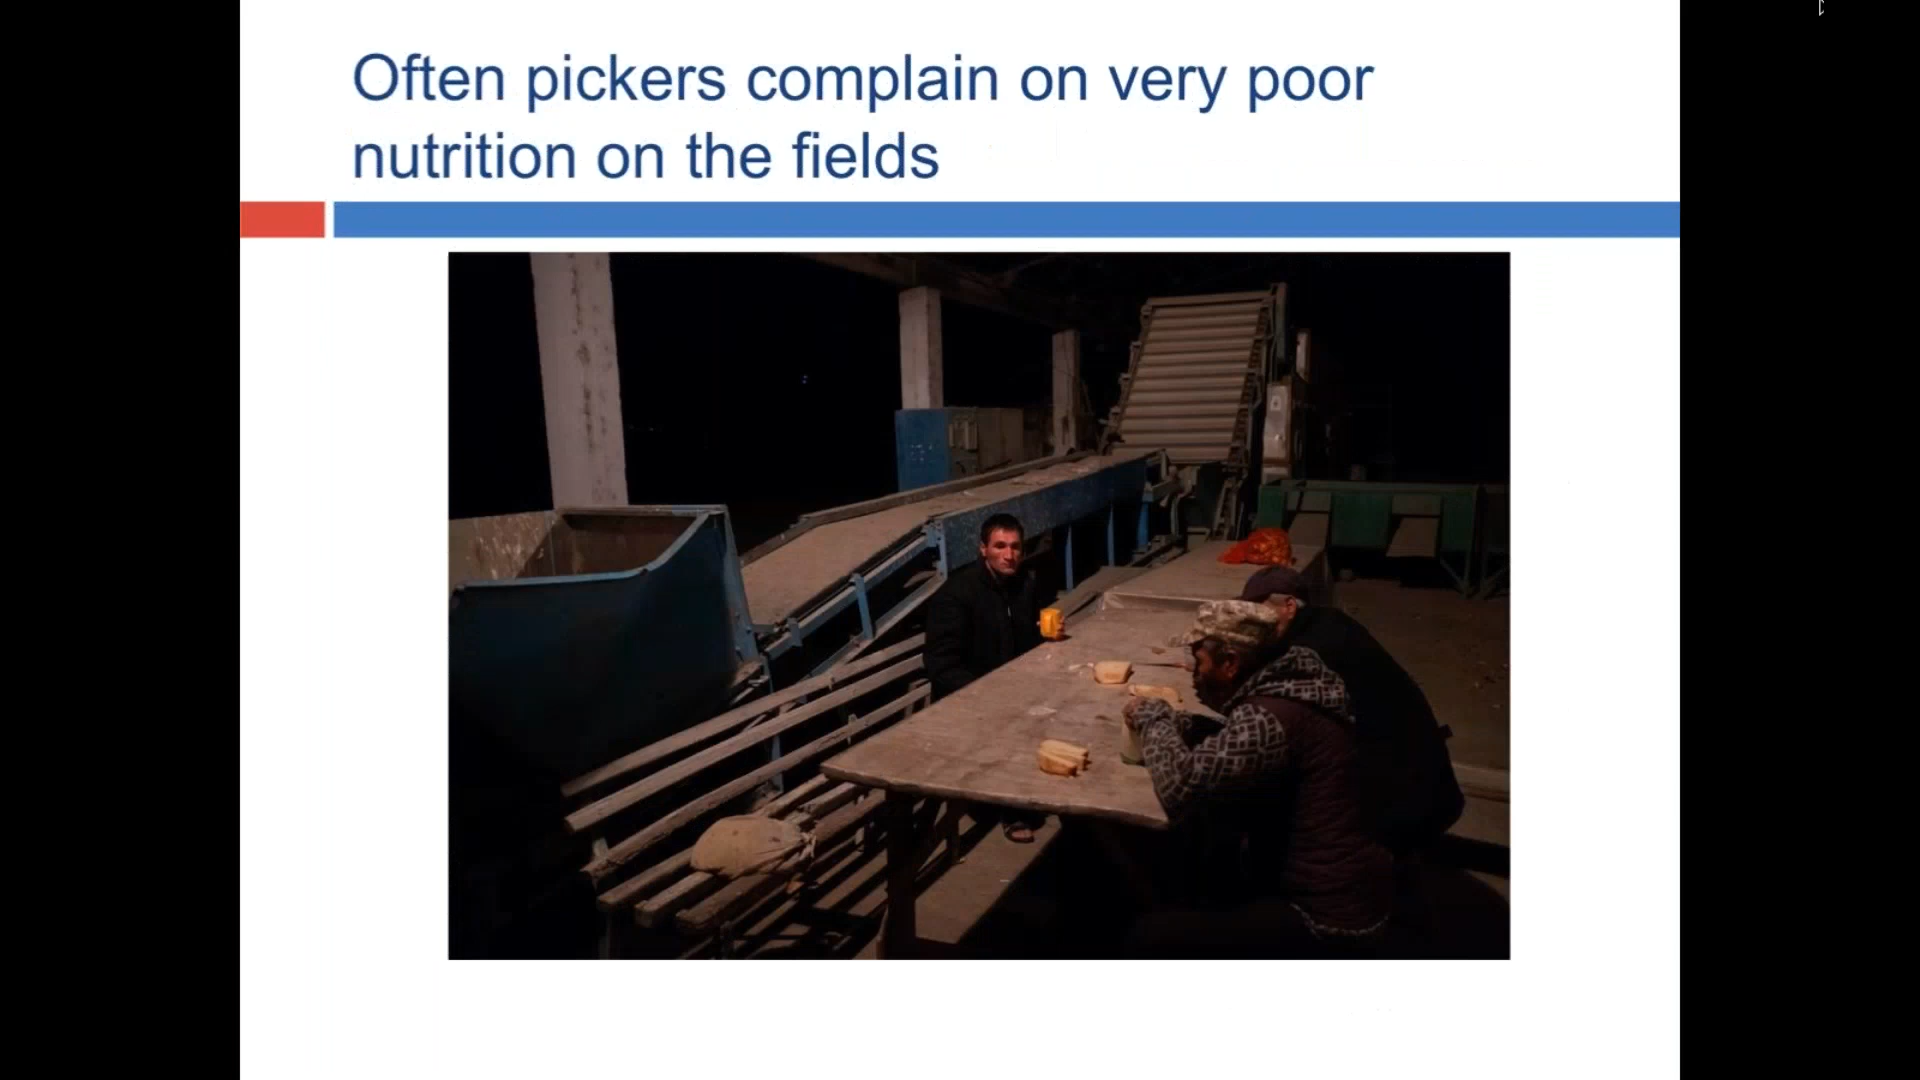 Often pickers complain on very poor
nutrition on the fields